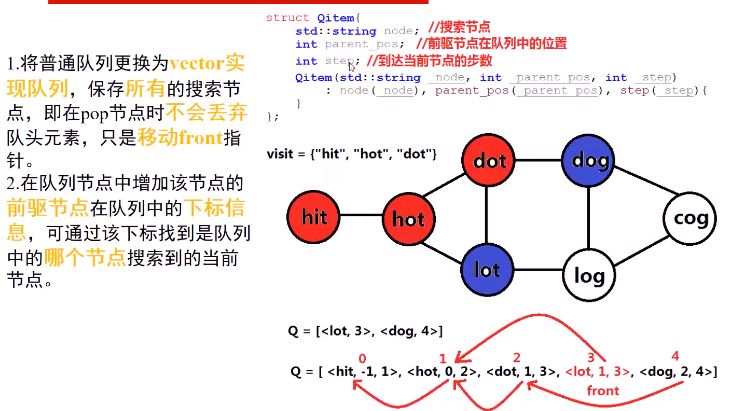 1.将普通队列更换为vector实
现队列，保存所有的搜索节
点，即在pop节点时不会丢弃
队头元素，只是移动front指
针。
2.在队列节点中增加该节点的
前驱节点在队列中的下标信
息，可通过该下标找到是队列
中的哪个节点搜索到的当前
节点。
struct Qitem{
std::string node; //搜索节点
int parent_pos; //前驱节点在队列中的位置
int step; //到达当前节点的步数
Qitem(std::string _node, int _parent_pos, int _step)
: node(_node), parent_pos(_parent_pos), step(_step){
}
};
visit = {"hit", "hot", "dot"}
dot
dog
hit
hot
cog
lot
log
Q = [<lot, 3>, <dog, 4>]
0 1 2 3 4
Q = [ <hit, -1, 1>, <hot, 0, 2>, <dot, 1, 3>, <lot, 1, 3>, <dog, 2, 4>]
front